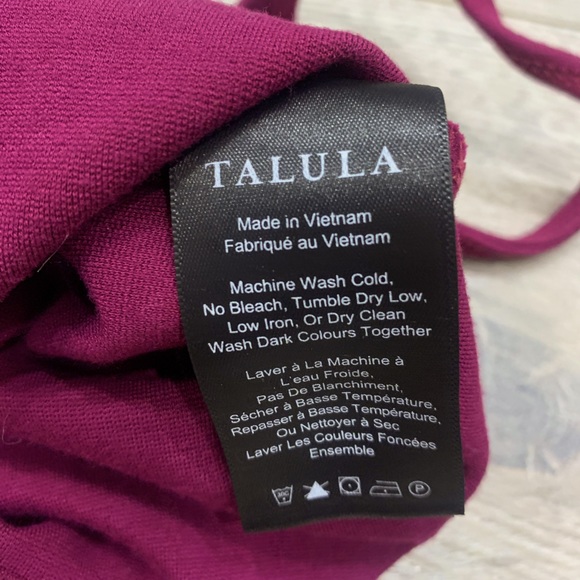 TALULA
Made in Vietnam
Fabriqué au Vietnam
Machine Wash Cold,
No Bleach, Tumble Dry Low,
Low Iron, Or Dry Clean
Wash Dark Colours Together
Laver à La Machine à
L'eau Froide,
Pas De Blanchiment,
Sécher à Basse Température,
Repasser à Basse Température,
Ou Nettoyer à Sec
Laver Les Couleurs Foncées
Ensemble